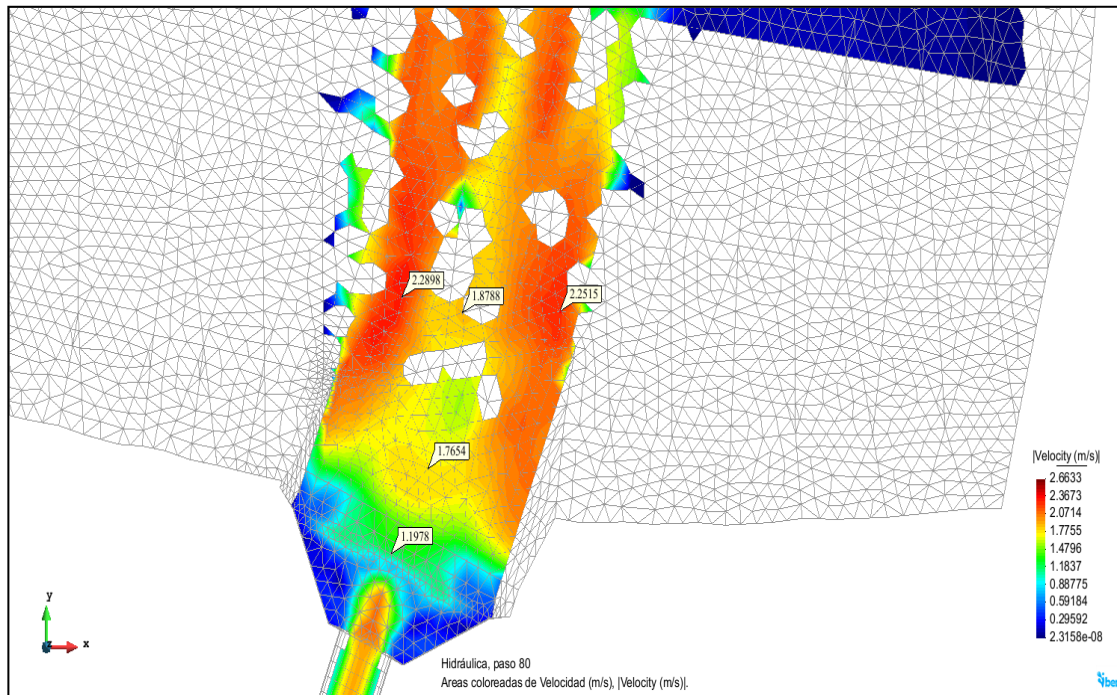 2.2898
1.8788
2.2515
1.7654
1.1978
|Velocity (m/s)|
2.6633
2.3673
2.0714
1.7755
1.4796
1.1837
0.88775
0.59184
0.29592
2.3158e-08
y
x
Hidráulica, paso 80
Areas coloreadas de Velocidad (m/s), |Velocity (m/s)|.